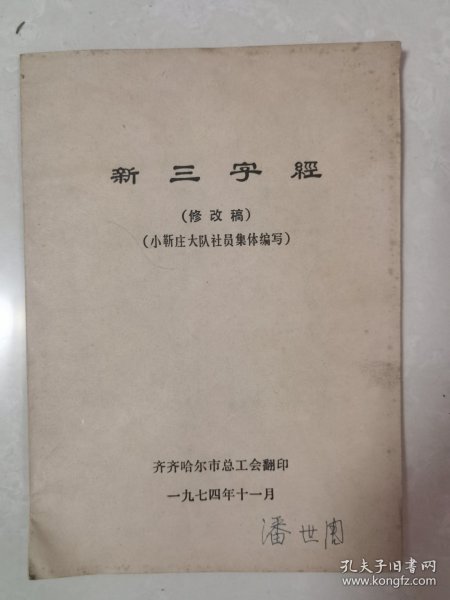 新三字經
(修改稿)
(小靳庄大队社员集体编写)
齐齐哈尔市总工会翻印
一九七四年十一月
潘世周
孔夫子旧书网
www.kongfz.com